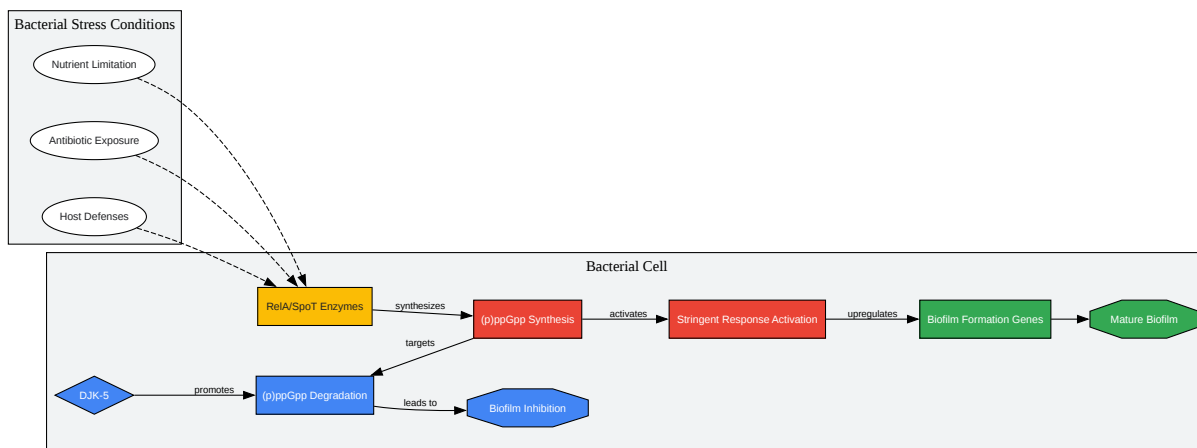 Bacterial Stress Conditions
Nutrient Limitation
Antibiotic Exposure
Host Defenses
Bacterial Cell
RelA/SpoT Enzymes
synthesizes
(p)ppGpp Synthesis
activates
Stringent Response Activation
upregulates
Biofilm Formation Genes
Mature Biofilm
targets
DJK-5
promotes
(p)ppGpp Degradation
leads to
Biofilm Inhibition